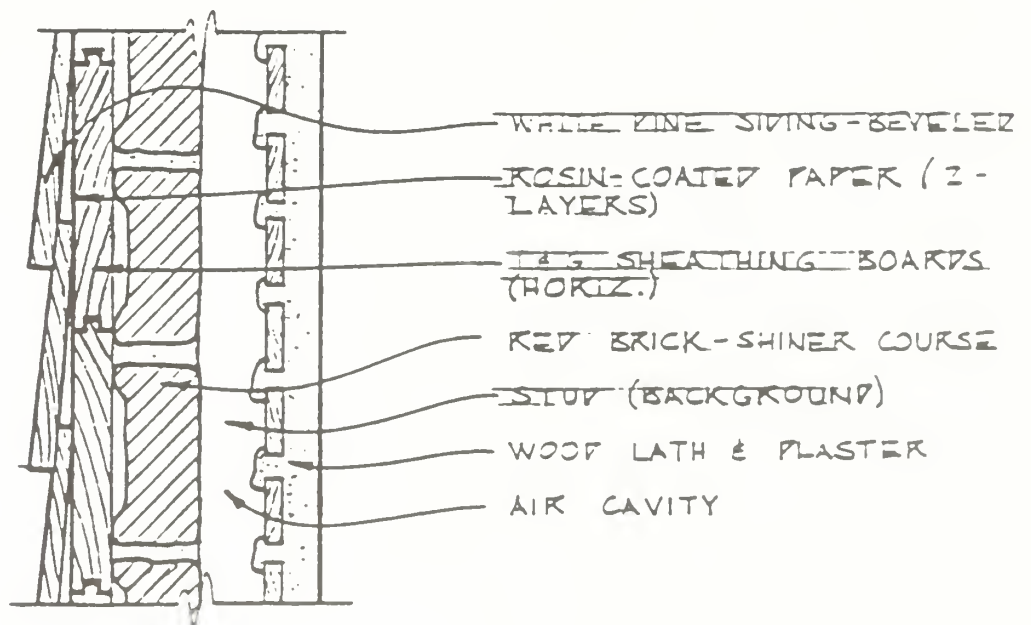 WHITE PINE SIDING-BEVELED
ROSIN-COATED PAPER (2-
LAYERS)
T&G SHEATHING BOARDS
(HORIZ.)
RED BRICK-SHINER COURSE
STUD (BACKGROUND)
WOOD LATH & PLASTER
AIR CAVITY